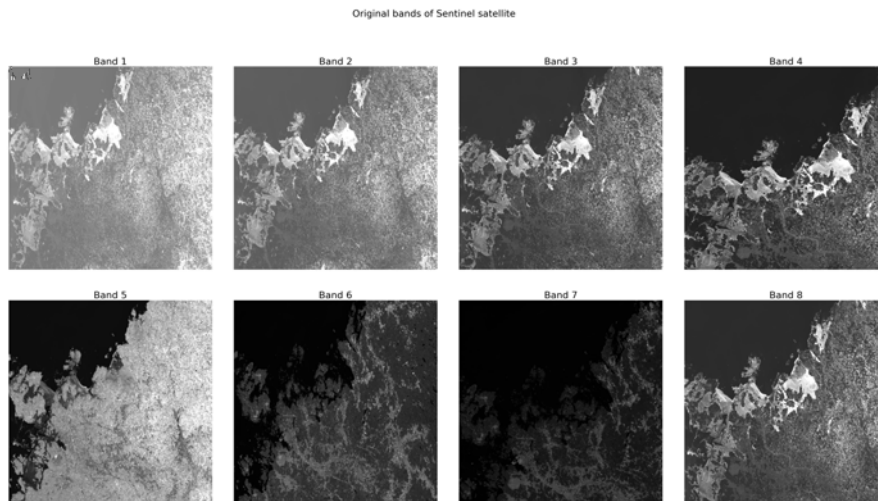 Original bands of Sentinel satellite
Band 1
Band 2
Band 3
Band 4
Band 5
Band 6
Band 7
Band 8